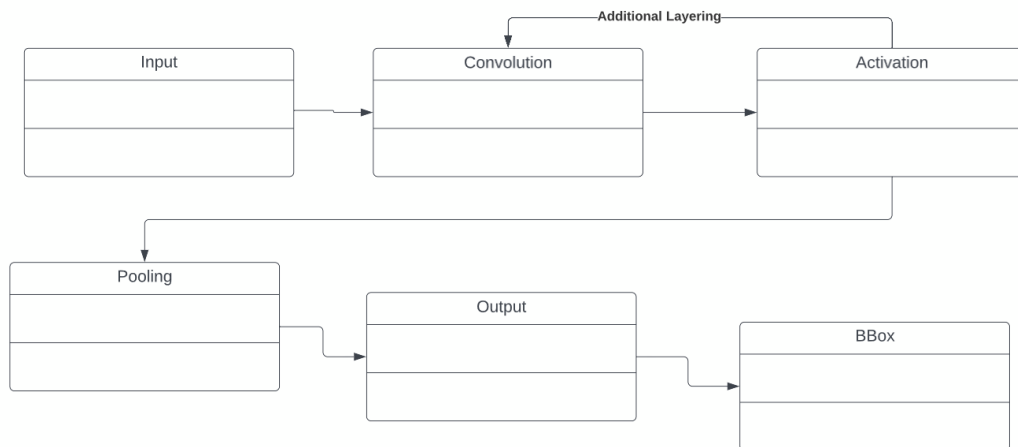 Additional Layering
Input
Convolution
Activation
Pooling
Output
BBox